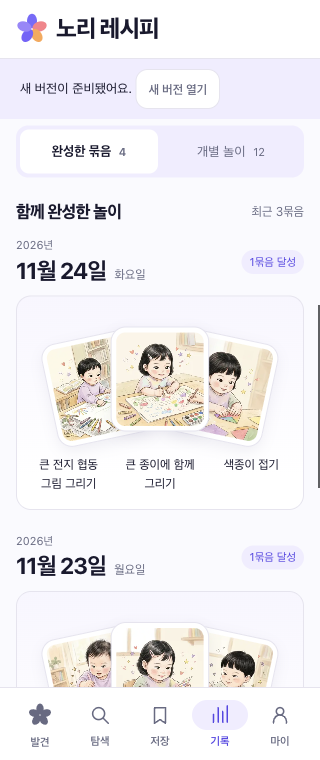 노리 레시피
새 버전이 준비됐어요. 새 버전 열기
완성한 묶음 4 개별 놀이 12
함께 완성한 놀이 최근 3묶음
2026년
11월 24일 화요일 1묶음 달성
큰 전지 협동
그림 그리기
큰 종이에 함께
그리기
색종이 접기
2026년
11월 23일 월요일 1묶음 달성
발견 탐색 저장 기록 마이